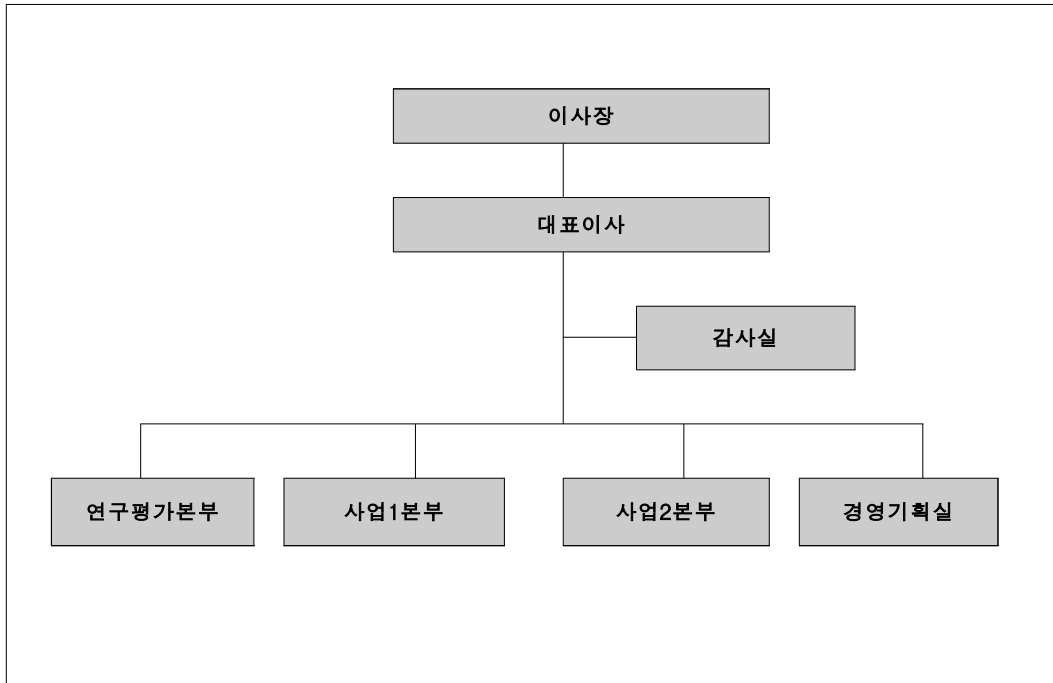 이사장
대표이사
감사실
연구평가본부
사업1본부
사업2본부
경영기획실